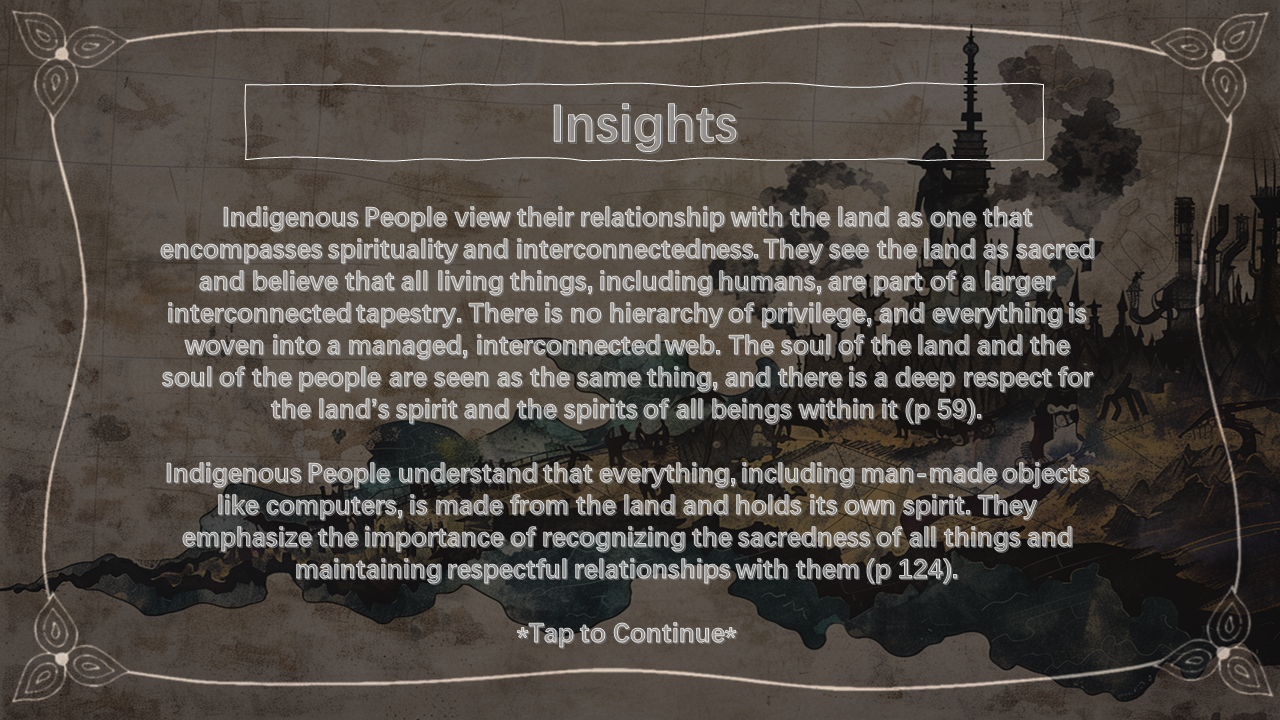 Insights
Indigenous People view their relationship with the land as one that
encompasses spirituality and interconnectedness. They see the land as sacred
and believe that all living things, including humans, are part of a larger
interconnected tapestry. There is no hierarchy of privilege, and everything is
woven into a managed, interconnected web. The soul of the land and the
soul of the people are seen as the same thing, and there is a deep respect for
the land's spirit and the spirits of all beings within it (p 59).
Indigenous People understand that everything, including man-made objects
like computers, is made from the land and holds its own spirit. They
emphasize the importance of recognizing the sacredness of all things and
maintaining respectful relationships with them (p 124).
*Tap to Continue*